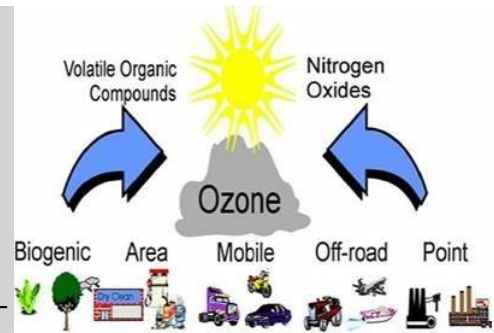 Volatile Organic
Compounds
Nitrogen
Oxides
Ozone
Biogenic Area Mobile Off-road Point
Dry Clean